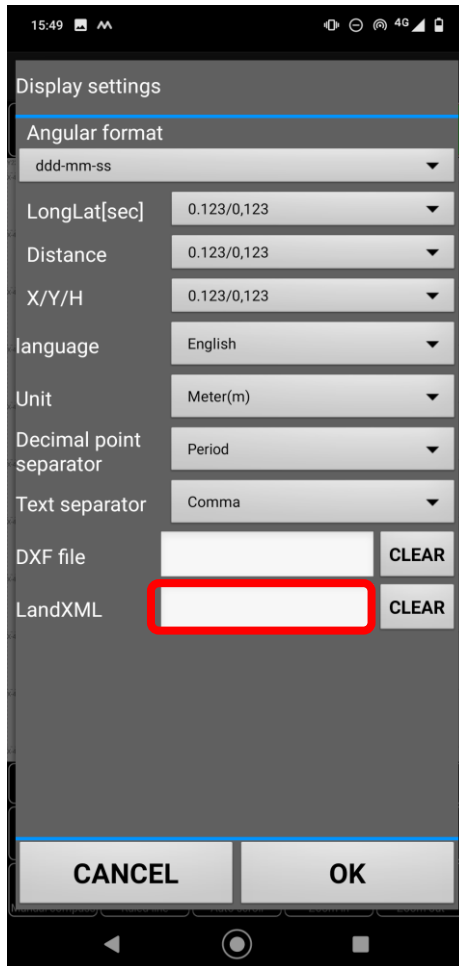 15:49
4G
Display settings
Angular format
ddd-mm-ss
LongLat[sec] 0.123/0,123
Distance 0.123/0,123
X/Y/H 0.123/0,123
language English
Unit Meter(m)
Decimal point
separator Period
Text separator Comma
DXF file CLEAR
LandXML CLEAR
CANCEL OK